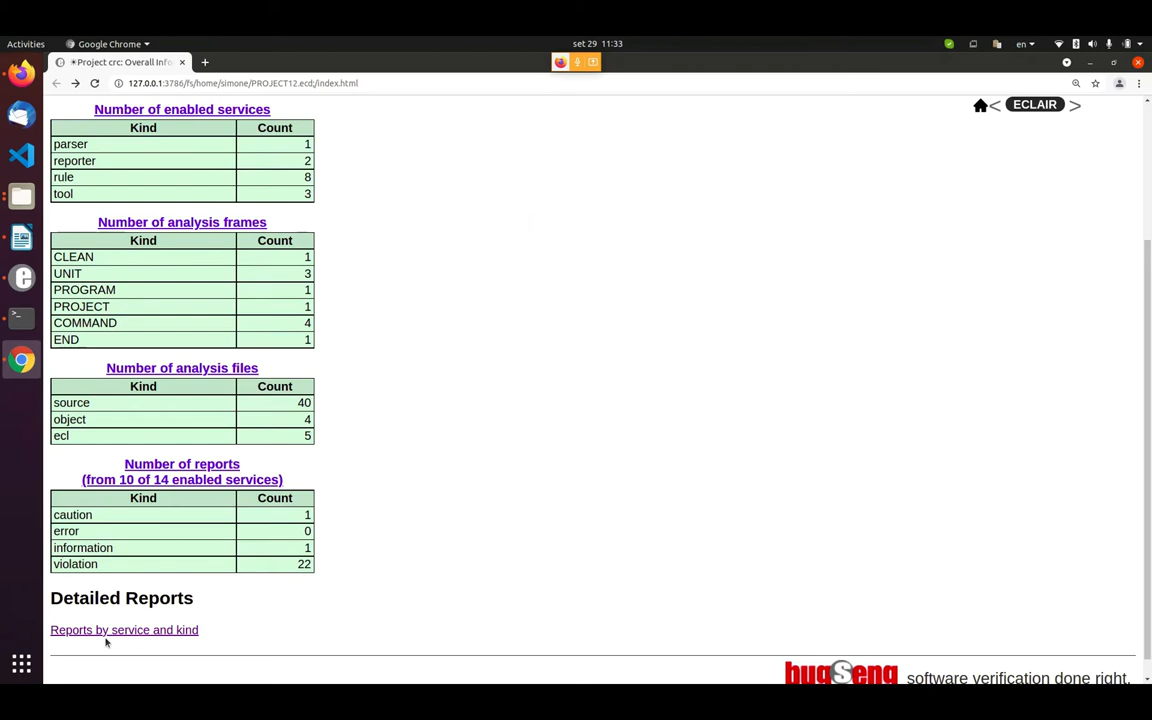 Activities
Google Chrome
set 29 11:33
en
Project crc: Overall Info
127.0.0.1:3786/fs/home/simone/PROJECT12.ecd;/index.html
ECLAIR
Number of enabled services
Kind Count
parser 1
reporter 2
rule 8
tool 3
Number of analysis frames
Kind Count
CLEAN 1
UNIT 3
PROGRAM 1
PROJECT 1
COMMAND 4
END 1
Number of analysis files
Kind Count
source 40
object 4
ecl 5
Number of reports
(from 10 of 14 enabled services)
Kind Count
caution 1
error 0
information 1
violation 22
Detailed Reports
Reports by service and kind
bugSeng software verification done right.